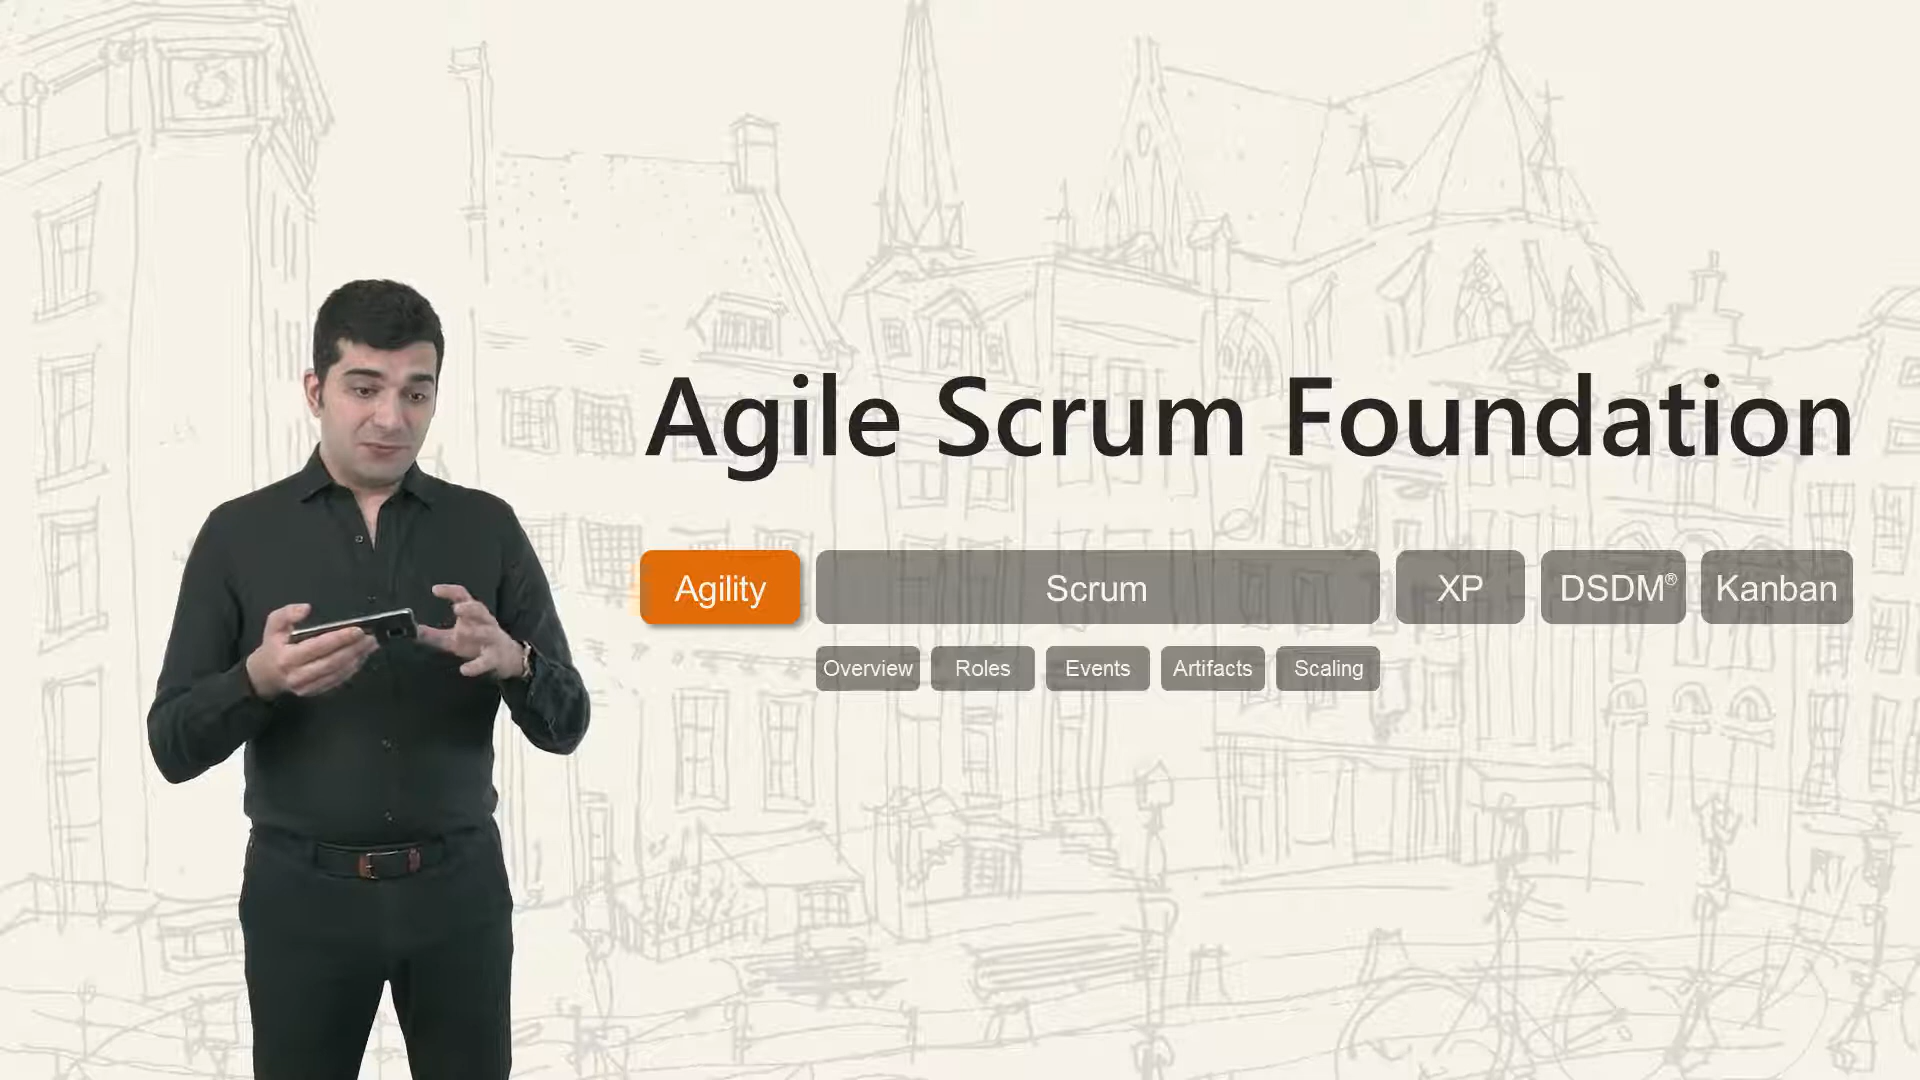 Agile Scrum Foundation
Agility Scrum XP DSDM® Kanban
Overview Roles Events Artifacts Scaling